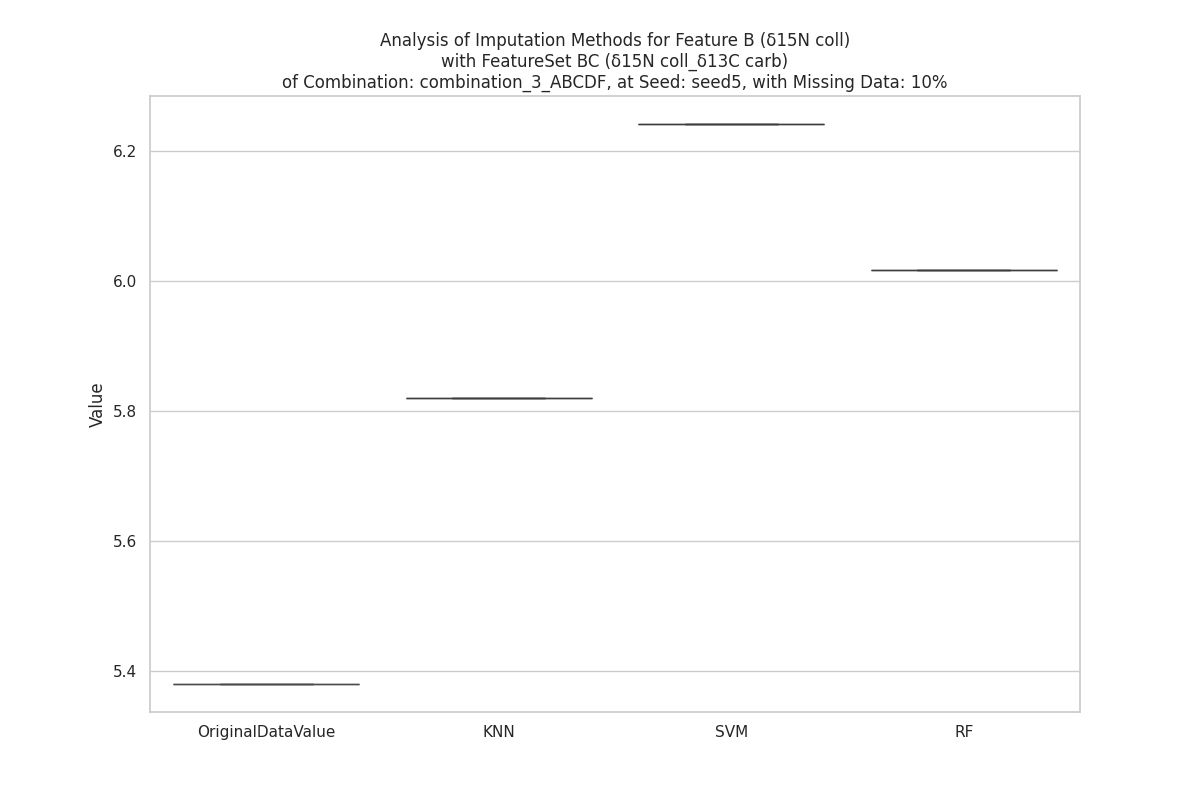 Analysis of Imputation Methods for Feature B (δ15N coll)
with FeatureSet BC (δ15N coll_δ13C carb)
of Combination: combination_3_ABCDF, at Seed: seed5, with Missing Data: 10%
Value
6.2
6.0
5.8
5.6
5.4
OriginalDataValue
KNN
SVM
RF